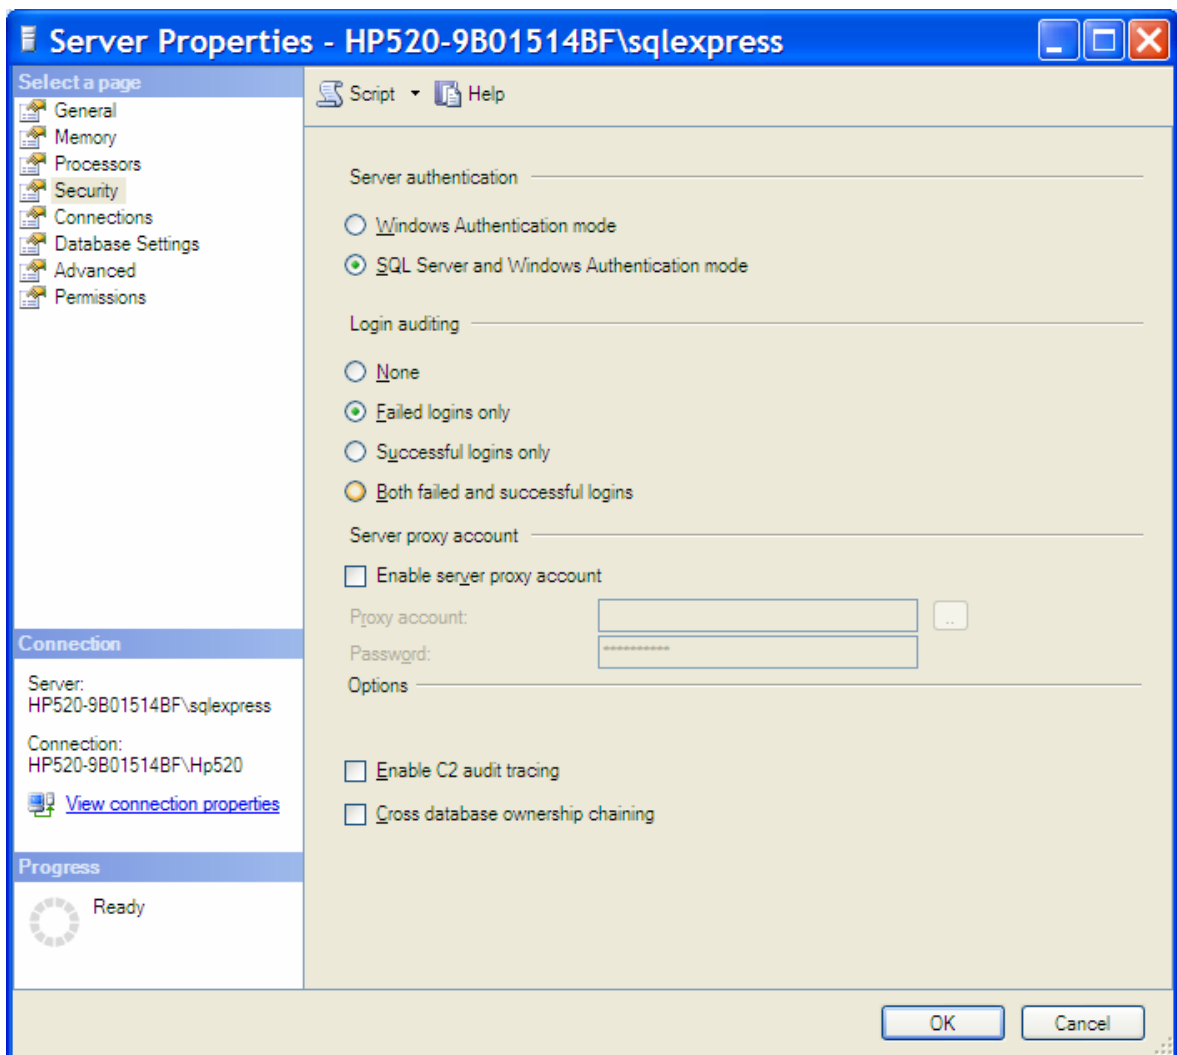 Server Properties - HP520-9B01514BF\sqlexpress
Select a page
General
Memory
Processors
Security
Connections
Database Settings
Advanced
Permissions
Script Help
Server authentication
Windows Authentication mode
SQL Server and Windows Authentication mode
Login auditing
None
Failed logins only
Successful logins only
Both failed and successful logins
Server proxy account
Enable server proxy account
Proxy account:
..
Password:
**********
Options
Enable C2 audit tracing
Cross database ownership chaining
Connection
Server:
HP520-9B01514BF\sqlexpress
Connection:
HP520-9B01514BF\Hp520
View connection properties
Progress
Ready
OK
Cancel